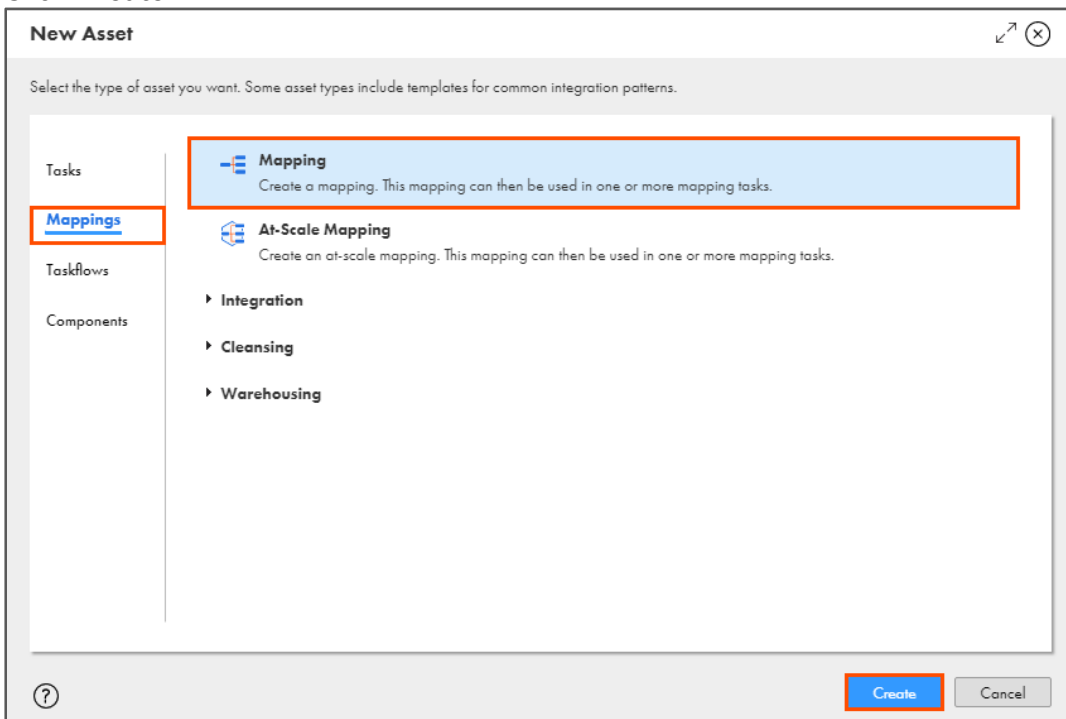 New Asset
Select the type of asset you want. Some asset types include templates for common integration patterns.
Tasks
Mappings
Taskflows
Components
Mapping
Create a mapping. This mapping can then be used in one or more mapping tasks.
At-Scale Mapping
Create an at-scale mapping. This mapping can then be used in one or more mapping tasks.
Integration
Cleansing
Warehousing
?
Create
Cancel